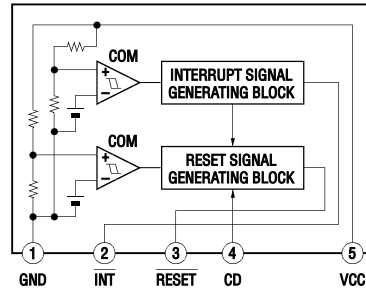 COM
+
−
INTERRUPT SIGNAL
GENERATING BLOCK
COM
+
−
RESET SIGNAL
GENERATING BLOCK
1 2 3 4 5
GND INT RESET CD VCC